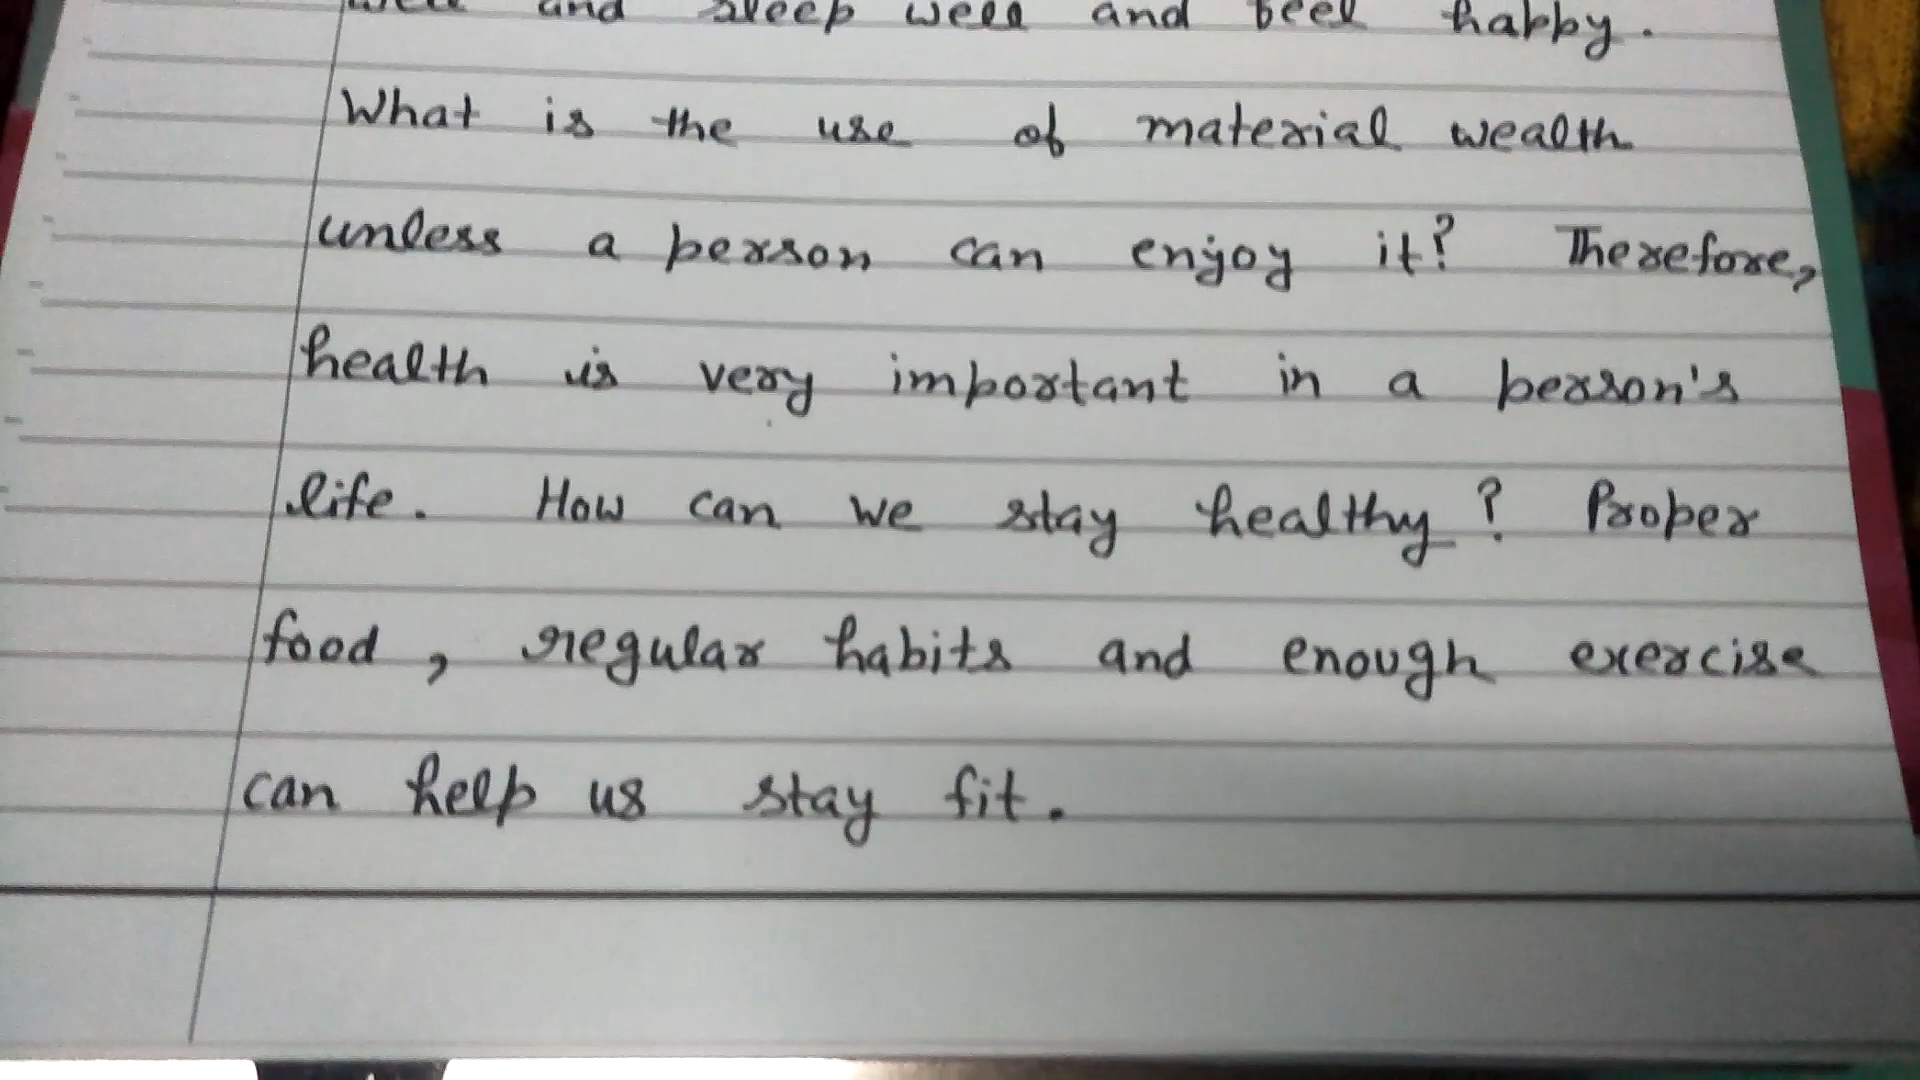 well and sleep well and feel happy.
What is the use of material wealth
unless a person can enjoy it? Therefore,
health is very important in a person's
life. How can we stay healthy? Proper
food, regular habits and enough exercise
can help us stay fit.